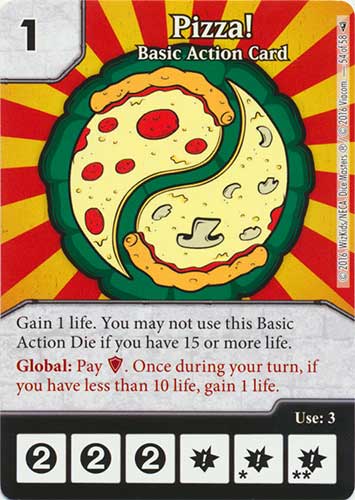 1
Pizza!
Basic Action Card
54 of 58
© 2016 WizKids/NECA. Dice Masters ® / © 2016 Viacom.
Gain 1 life. You may not use this Basic
Action Die if you have 15 or more life.
Global: Pay . Once during your turn, if
you have less than 10 life, gain 1 life.
Use: 3
2 2 2 ! ! !
* **